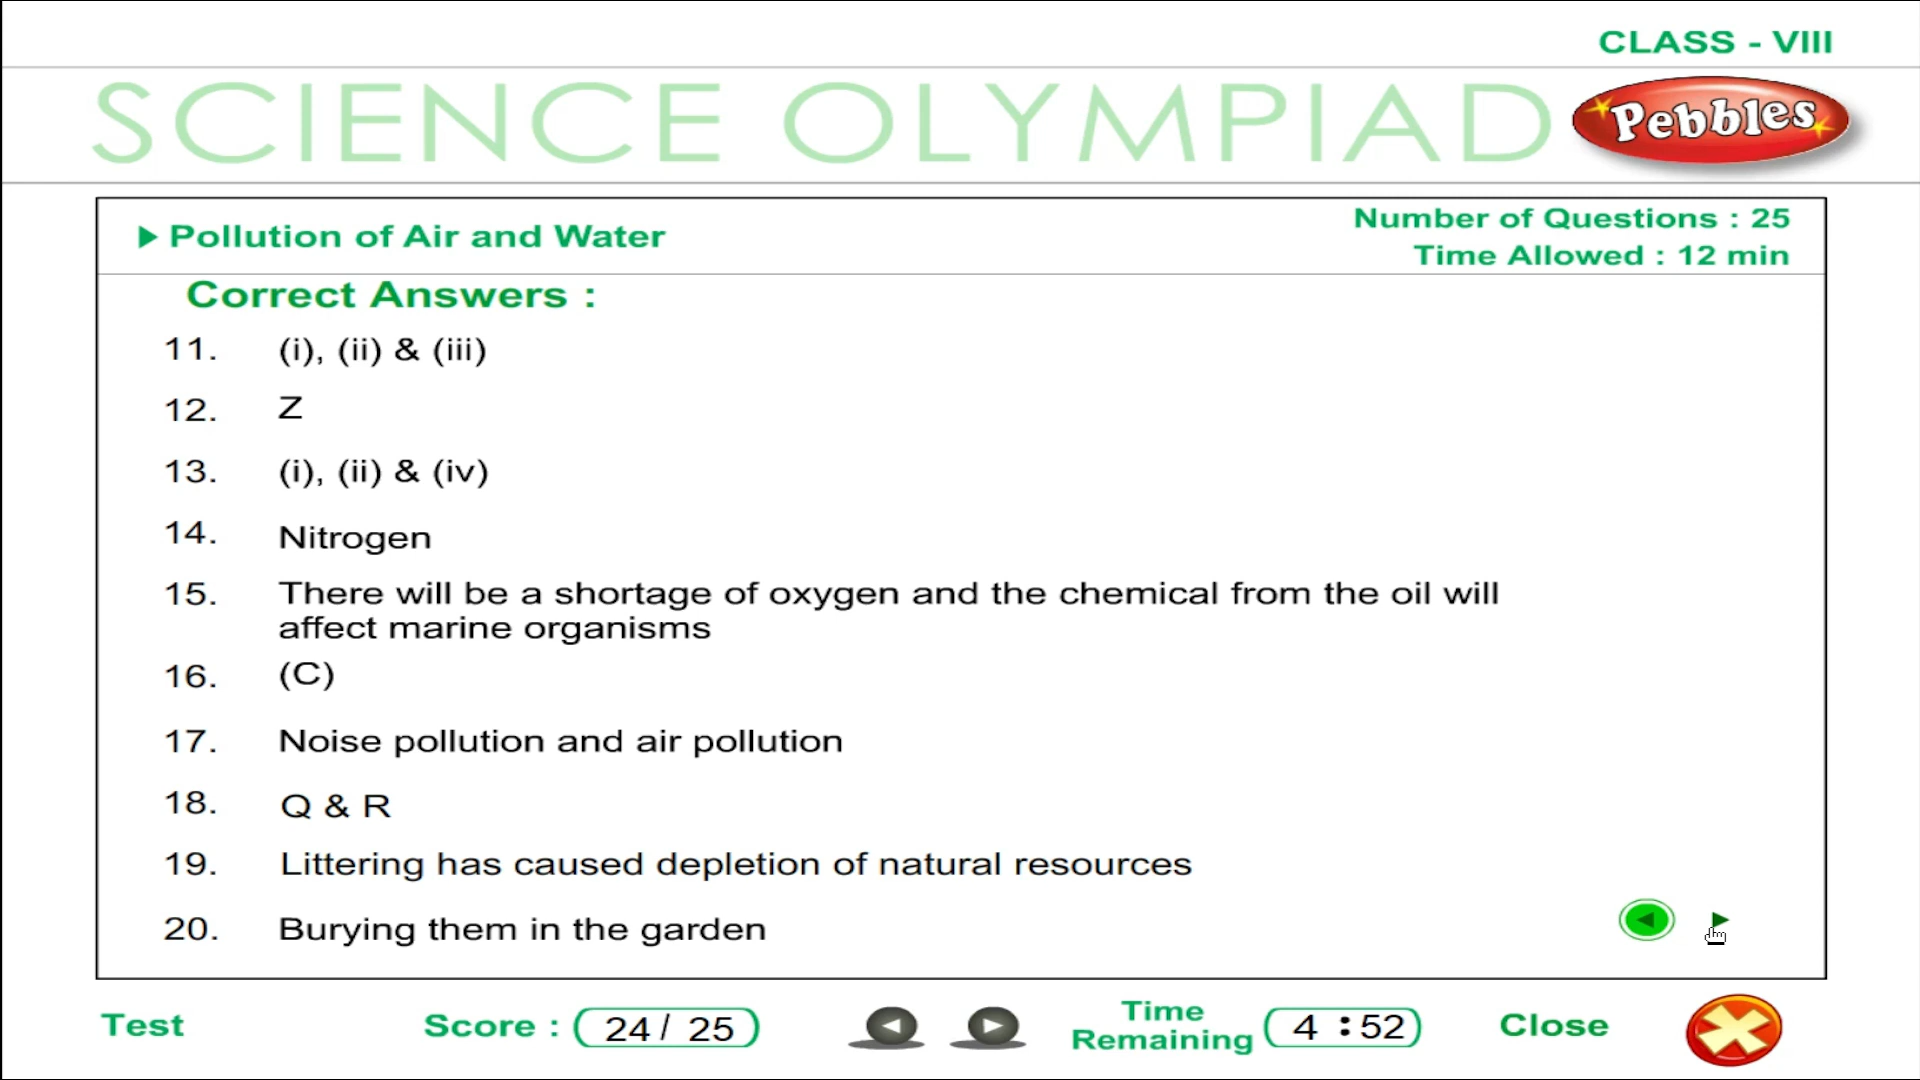 CLASS - VIII
SCIENCE OLYMPIAD
Pebbles
Pollution of Air and Water
Number of Questions : 25
Time Allowed : 12 min
Correct Answers :
11. (i), (ii) & (iii)
12. Z
13. (i), (ii) & (iv)
14. Nitrogen
15. There will be a shortage of oxygen and the chemical from the oil will
affect marine organisms
16. (C)
17. Noise pollution and air pollution
18. Q & R
19. Littering has caused depletion of natural resources
20. Burying them in the garden
Test
Score : 24 / 25
Time
Remaining
4 : 52
Close